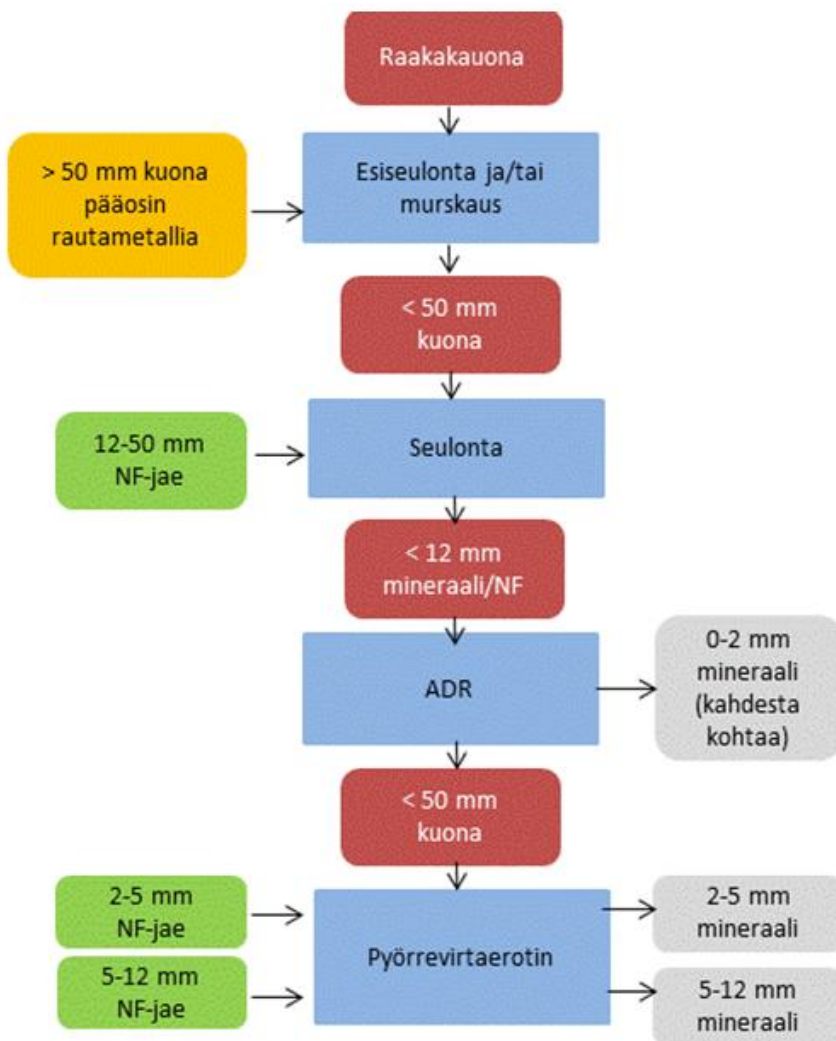 Raakakauona
> 50 mm kuona
pääosin
rautametallia
Esiseulonta ja/tai
murskaus
< 50 mm
kuona
12-50 mm
NF-jae
Seulonta
< 12 mm
mineraali/NF
ADR
0-2 mm
mineraali
(kahdesta
kohtaa)
< 50 mm
kuona
2-5 mm
NF-jae
5-12 mm
NF-jae
Pyörrevirtaerotin
2-5 mm
mineraali
5-12 mm
mineraali